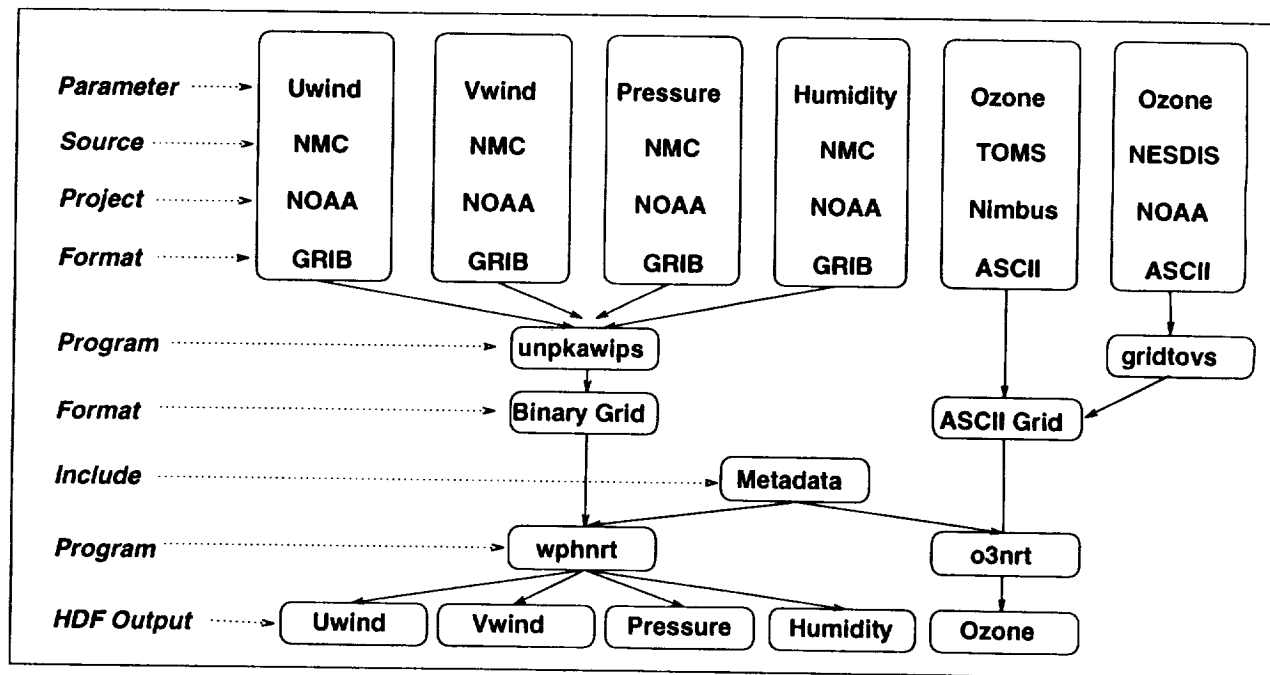 Parameter Uwind Vwind Pressure Humidity Ozone Ozone
Source NMC NMC NMC NMC TOMS NESDIS
Project NOAA NOAA NOAA NOAA Nimbus NOAA
Format GRIB GRIB GRIB GRIB ASCII ASCII
Program unpkawips gridtovs
Format Binary Grid ASCII Grid
Include Metadata
Program wphnrt o3nrt
HDF Output Uwind Vwind Pressure Humidity Ozone